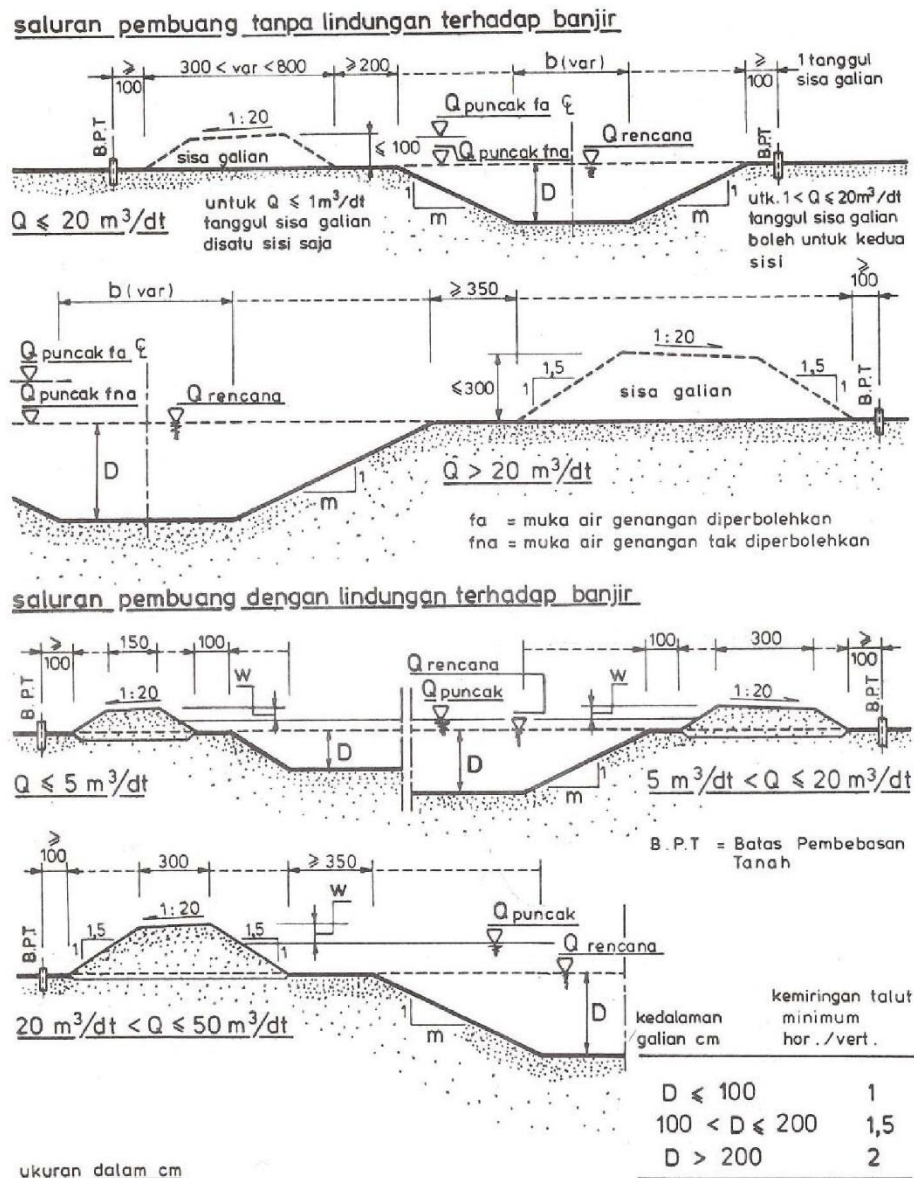 saluran pembuang tanpa lindungan terhadap banjir
≥ 100
300 < var < 800
≥200
b (var)
≥ 100
1 tanggul sisa galian
B.P.T
1:20
sisa galian
≤ 100
Q puncak fa ℄
Q puncak fna
Q rencana
B.P.T
Q ≤ 20 m³/dt
untuk Q ≤ 1m³/dt
tanggul sisa galian
disatu sisi saja
1
m
D
m
1
utk. 1 < Q ≤ 20m³/dt
tanggul sisa galian
boleh untuk kedua
sisi
b (var)
≥ 350
≥ 100
Q puncak fa ℄
Q puncak fna
Q rencana
1:20
1,5
1
≤300
sisa galian
1,5
1
B.P.T
D
m
1
Q > 20 m³/dt
fa = muka air genangan diperbolehkan
fna = muka air genangan tak diperbolehkan
saluran pembuang dengan lindungan terhadap banjir
≥ 100
150
100
100
300
≥ 100
B.P.T
1:20
W
Q rencana
Q puncak
W
1:20
B.P.T
D
D
m
1
Q ≤ 5 m³/dt
5 m³/dt < Q ≤ 20 m³/dt
B.P.T = Batas Pembebasan
Tanah
≥ 100
300
≥ 350
B.P.T
1:20
1,5
1
1,5
1
W
Q puncak
Q rencana
20 m³/dt < Q ≤ 50 m³/dt
1
m
D
kedalaman galian cm
kemiringan talut minimum hor./vert.
D ≤ 100 1
100 < D ≤ 200 1,5
D > 200 2
ukuran dalam cm